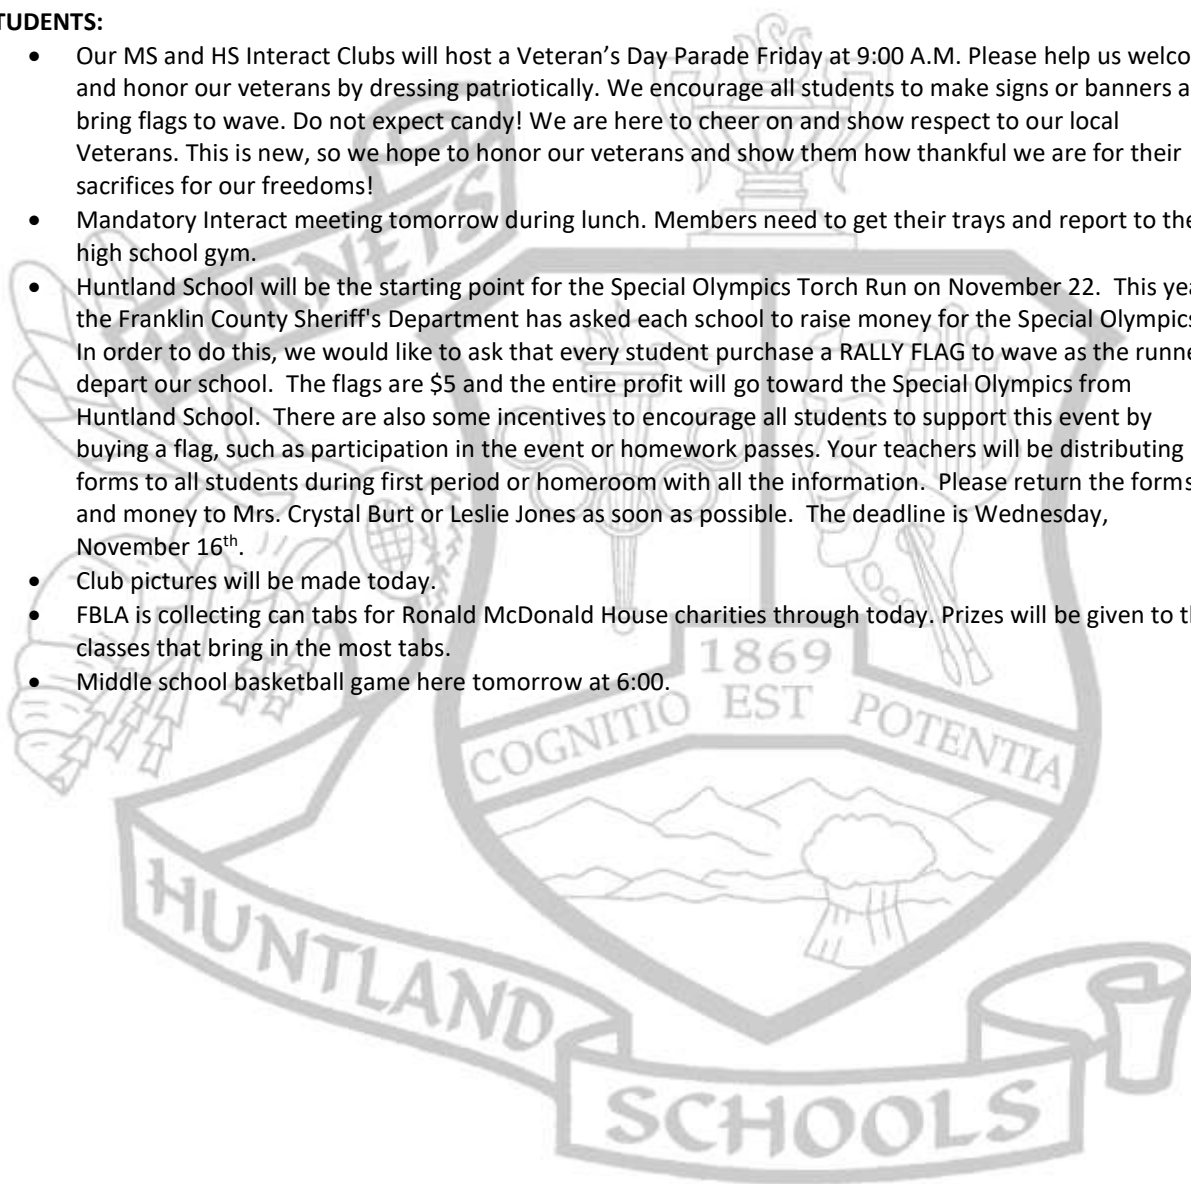 TUDENTS:
• Our MS and HS Interact Clubs will host a Veteran’s Day Parade Friday at 9:00 A.M. Please help us welco
and honor our veterans by dressing patriotically. We encourage all students to make signs or banners a
bring flags to wave. Do not expect candy! We are here to cheer on and show respect to our local
Veterans. This is new, so we hope to honor our veterans and show them how thankful we are for their
sacrifices for our freedoms!
• Mandatory Interact meeting tomorrow during lunch. Members need to get their trays and report to the
high school gym.
• Huntland School will be the starting point for the Special Olympics Torch Run on November 22. This yea
the Franklin County Sheriff's Department has asked each school to raise money for the Special Olympics
In order to do this, we would like to ask that every student purchase a RALLY FLAG to wave as the runne
depart our school. The flags are $5 and the entire profit will go toward the Special Olympics from
Huntland School. There are also some incentives to encourage all students to support this event by
buying a flag, such as participation in the event or homework passes. Your teachers will be distributing
forms to all students during first period or homeroom with all the information. Please return the forms
and money to Mrs. Crystal Burt or Leslie Jones as soon as possible. The deadline is Wednesday,
November 16th.
• Club pictures will be made today.
• FBLA is collecting can tabs for Ronald McDonald House charities through today. Prizes will be given to th
classes that bring in the most tabs.
• Middle school basketball game here tomorrow at 6:00.
HORNETS
1869
COGNITIO EST POTENTIA
HUNTLAND
SCHOOLS